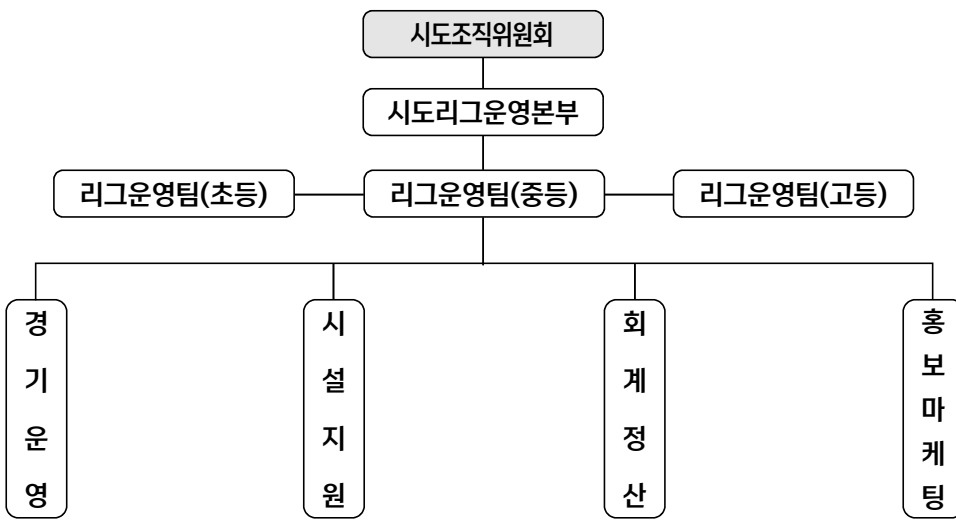 시도조직위원회
시도리그운영본부
리그운영팀(초등)
리그운영팀(중등)
리그운영팀(고등)
경기운영
시설지원
회계정산
홍보마케팅